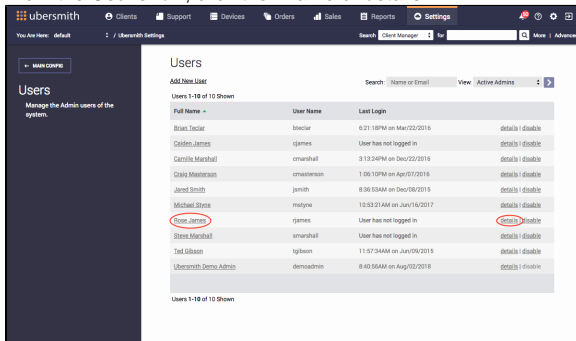 ubersmith Clients Support Devices Orders Sales Reports Settings
You Are Here: default / Ubersmith Settings Search Client Manager for More | Advanced
← MAIN CONFIG
Users
Manage the Admin users of the
system.
Users
Add New User Search: Name or Email View: Active Admins
Users 1-10 of 10 Shown
Full Name User Name Last Login
Brian Teclar bteclar 6:21:18PM on Mar/22/2016 details | disable
Caiden James cjames User has not logged in details | disable
Camille Marshall cmarshall 3:13:24PM on Dec/22/2016 details | disable
Craig Masterson cmasterson 1:06:10PM on Apr/07/2016 details | disable
Jared Smith jsmith 8:36:53AM on Dec/08/2015 details | disable
Michael Styne mstyne 10:53:21AM on Jun/16/2017 details | disable
Rose James rjames User has not logged in details | disable
Steve Marshall smarshall User has not logged in details | disable
Ted Gibson tgibson 11:57:34AM on Jun/09/2015 details | disable
Ubersmith Demo Admin demoadmin 8:40:56AM on Aug/02/2018 details | disable
Users 1-10 of 10 Shown